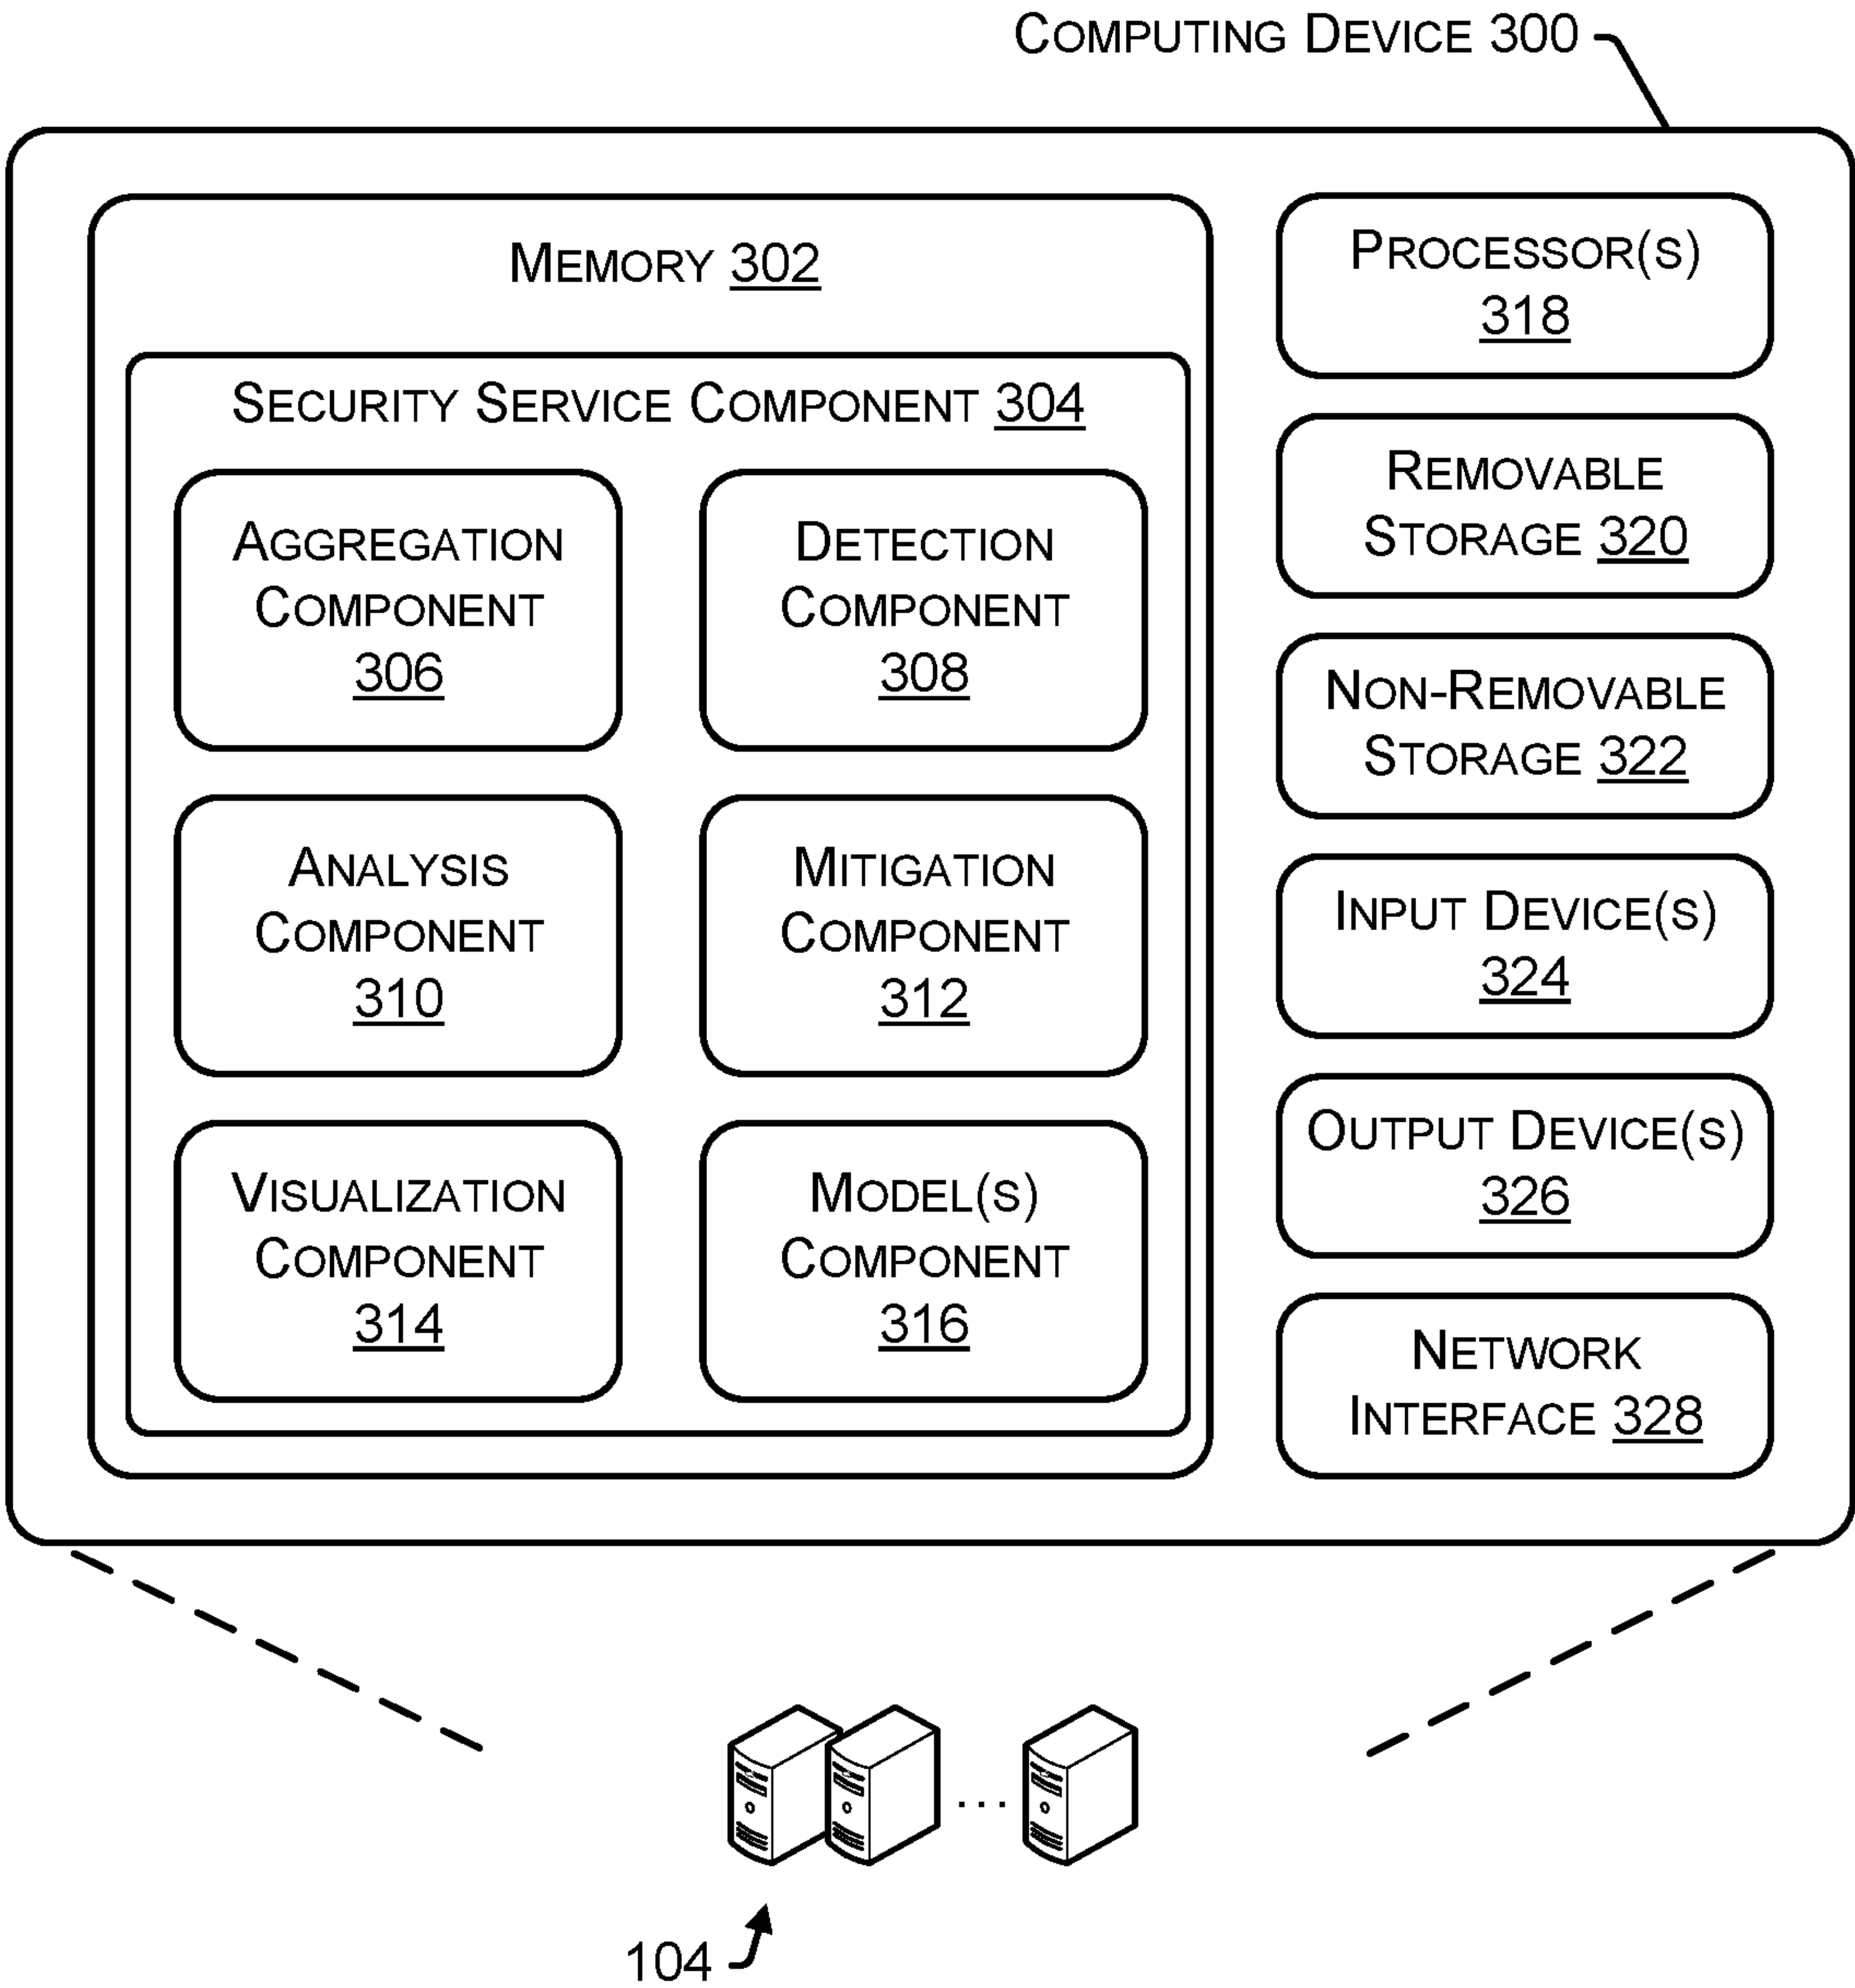 COMPUTING DEVICE 300
MEMORY 302
SECURITY SERVICE COMPONENT 304
AGGREGATION
COMPONENT
306
DETECTION
COMPONENT
308
ANALYSIS
COMPONENT
310
MITIGATION
COMPONENT
312
VISUALIZATION
COMPONENT
314
MODEL(S)
COMPONENT
316
PROCESSOR(S)
318
REMOVABLE
STORAGE 320
NON-REMOVABLE
STORAGE 322
INPUT DEVICE(S)
324
OUTPUT DEVICE(S)
326
NETWORK
INTERFACE 328
...
104